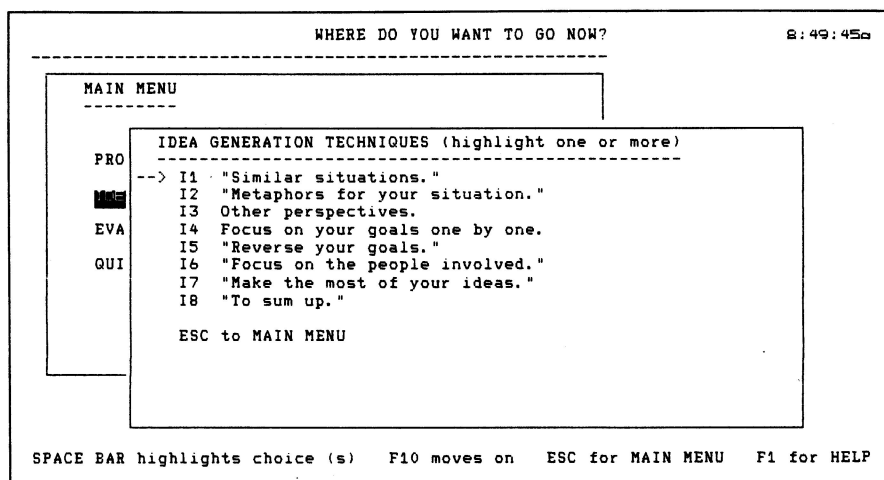 WHERE DO YOU WANT TO GO NOW? 8:49:45a
MAIN MENU
IDEA GENERATION TECHNIQUES (highlight one or more)
PRO
--> I1 "Similar situations."
I2 "Metaphors for your situation."
I3 Other perspectives.
EVA I4 Focus on your goals one by one.
I5 "Reverse your goals."
QUI I6 "Focus on the people involved."
I7 "Make the most of your ideas."
I8 "To sum up."
ESC to MAIN MENU
SPACE BAR highlights choice (s) F10 moves on ESC for MAIN MENU F1 for HELP